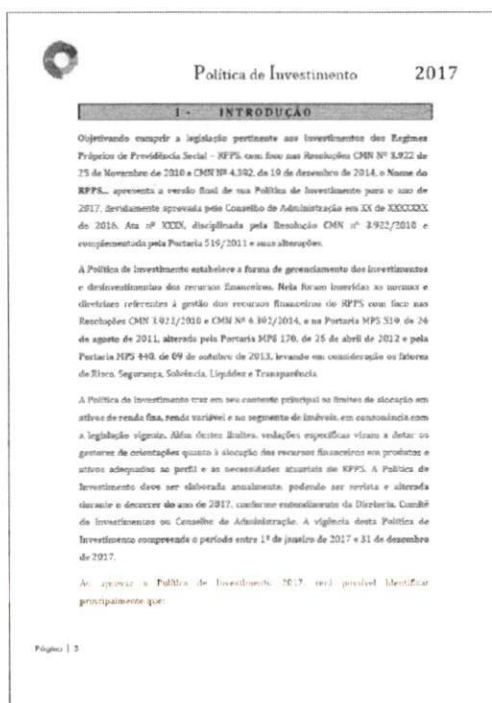 Política de Investimento 2017
I - INTRODUÇÃO
Objetivando cumprir a legislação pertinente aos investimentos dos Regimes
Próprios de Previdência Social – RPPS com foco nas Resoluções CMN Nº 3.922 de
25 de Novembro de 2010 e CMN Nº 4.392, de 19 de dezembro de 2014, o Nome do
RPPS... apresenta a versão final de sua Política de Investimento para o ano de
2017, devidamente aprovada pelo Conselho de Administração em XX de XXXXXXX
de 2016. Ata nº XXXX, disciplinada pela Resolução CMN nº 3.922/2010 e
complementada pela Portaria 519/2011 e suas alterações.
A Política de Investimento estabelece a forma de gerenciamento dos investimentos
e desinvestimentos dos recursos financeiros. Nela foram inseridas as normas e
diretrizes referentes à gestão dos recursos financeiros do RPPS com foco nas
Resoluções CMN 3.922/2010 e CMN Nº 4.392/2014, e na Portaria MPS 519, de 24
de agosto de 2011, alterada pela Portaria MPS 170, de 25 de abril de 2012 e pela
Portaria MPS 440, de 09 de outubro de 2013, levando em consideração os fatores
de Risco, Segurança, Solvência, Liquidez e Transparência.
A Política de Investimento traz em seu contexto principal os limites de alocação em
ativos de renda fixa, renda variável e no segmento de imóveis, em consonância com
a legislação vigente. Além destes limites, vedações específicas visam a dotar os
gestores de orientações quanto à alocação dos recursos financeiros em produtos e
ativos adequados ao perfil e as necessidades atuariais do RPPS. A Política de
Investimento deve ser elaborada anualmente, podendo ser revista e alterada
durante o decorrer do ano de 2017, conforme entendimento da Diretoria, Comitê
de Investimentos ou Conselho de Administração. A vigência desta Política de
Investimento compreende o período entre 1º de janeiro de 2017 e 31 de dezembro
de 2017.
Ao aprovar a Política de Investimento 2017, será possível identificar
principalmente que:
Página | 3